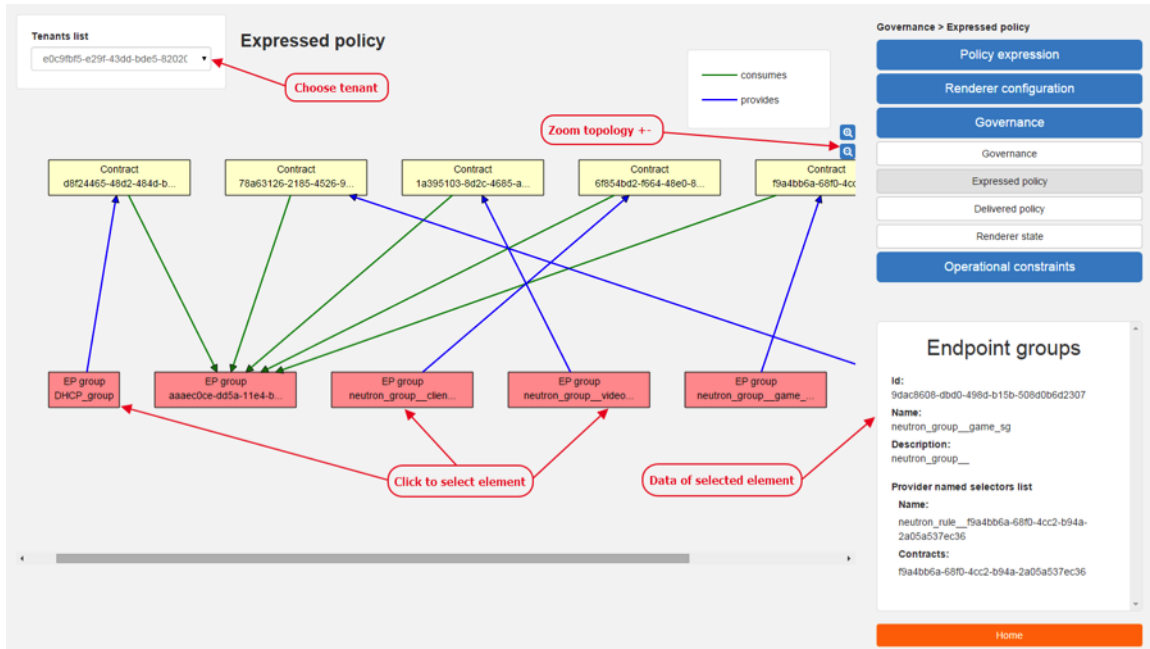 Tenants list
e0c9fbf5-e29f-43dd-bde5-8202(
Expressed policy
Choose tenant
consumes
provides
Zoom topology +-
Contract
d8f24465-48d2-484d-b...
Contract
78a63126-2185-4526-9...
Contract
1a395103-8d2c-4685-a...
Contract
6f854bd2-f664-48e0-8...
Contract
f9a4bb6a-68f0-4cc
EP group
DHCP_group
EP group
aaaec0ce-dd5a-11e4-b...
EP group
neutron_group__clien...
EP group
neutron_group__video...
EP group
neutron_group__game_...
Click to select element
Data of selected element
Governance > Expressed policy
Policy expression
Renderer configuration
Governance
Governance
Expressed policy
Delivered policy
Renderer state
Operational constraints
Endpoint groups
Id:
9dac8608-dbd0-498d-b15b-508d0b6d2307
Name:
neutron_group__game_sg
Description:
neutron_group__
Provider named selectors list
Name:
neutron_rule__f9a4bb6a-68f0-4cc2-b94a-
2a05a537ec36
Contracts:
f9a4bb6a-68f0-4cc2-b94a-2a05a537ec36
Home